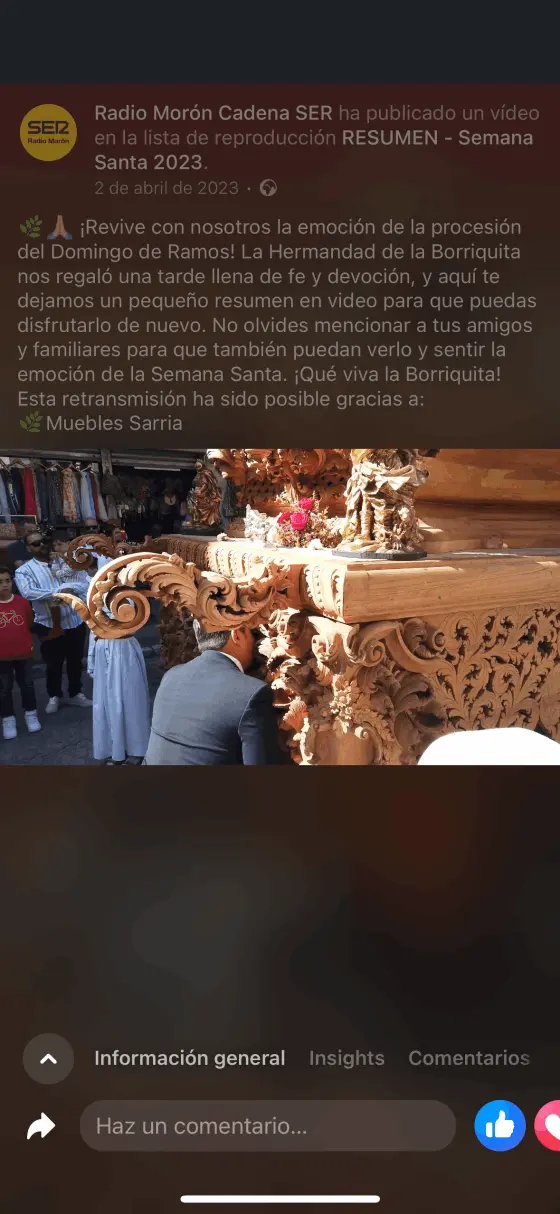 SER
Radio Morón
Radio Morón Cadena SER ha publicado un vídeo
en la lista de reproducción RESUMEN - Semana
Santa 2023.
2 de abril de 2023 ·
🌿🙏🏼 ¡Revive con nosotros la emoción de la procesión
del Domingo de Ramos! La Hermandad de la Borriquita
nos regaló una tarde llena de fe y devoción, y aquí te
dejamos un pequeño resumen en video para que puedas
disfrutarlo de nuevo. No olvides mencionar a tus amigos
y familiares para que también puedan verlo y sentir la
emoción de la Semana Santa. ¡Qué viva la Borriquita!
Esta retransmisión ha sido posible gracias a:
🌿Muebles Sarria
Información general Insights Comentarios
Haz un comentario...